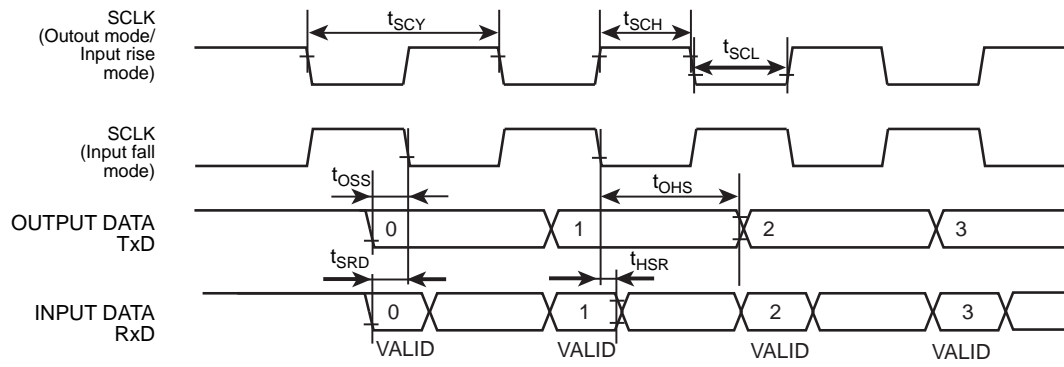 SCLK
(Outout mode/
Input rise
mode)
tSCY
tSCH
tSCL
SCLK
(Input fall
mode)
tOSS
tOHS
OUTPUT DATA
TxD
0
1
2
3
tSRD
tHSR
INPUT DATA
RxD
0
1
2
3
VALID
VALID
VALID
VALID